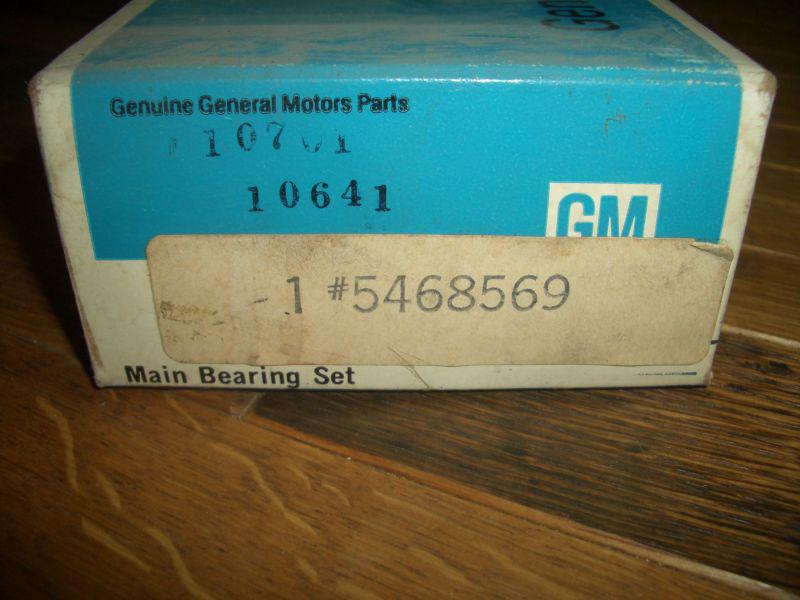 Genuine General Motors Parts
10641
GM
-1 #5468569
Main Bearing Set